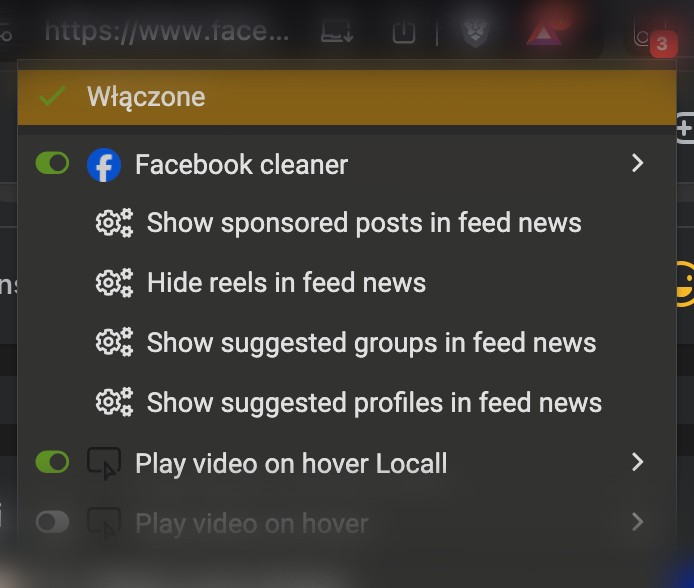 https://www.face...
3
Włączone
Facebook cleaner
Show sponsored posts in feed news
Hide reels in feed news
Show suggested groups in feed news
Show suggested profiles in feed news
Play video on hover Locall
Play video on hover